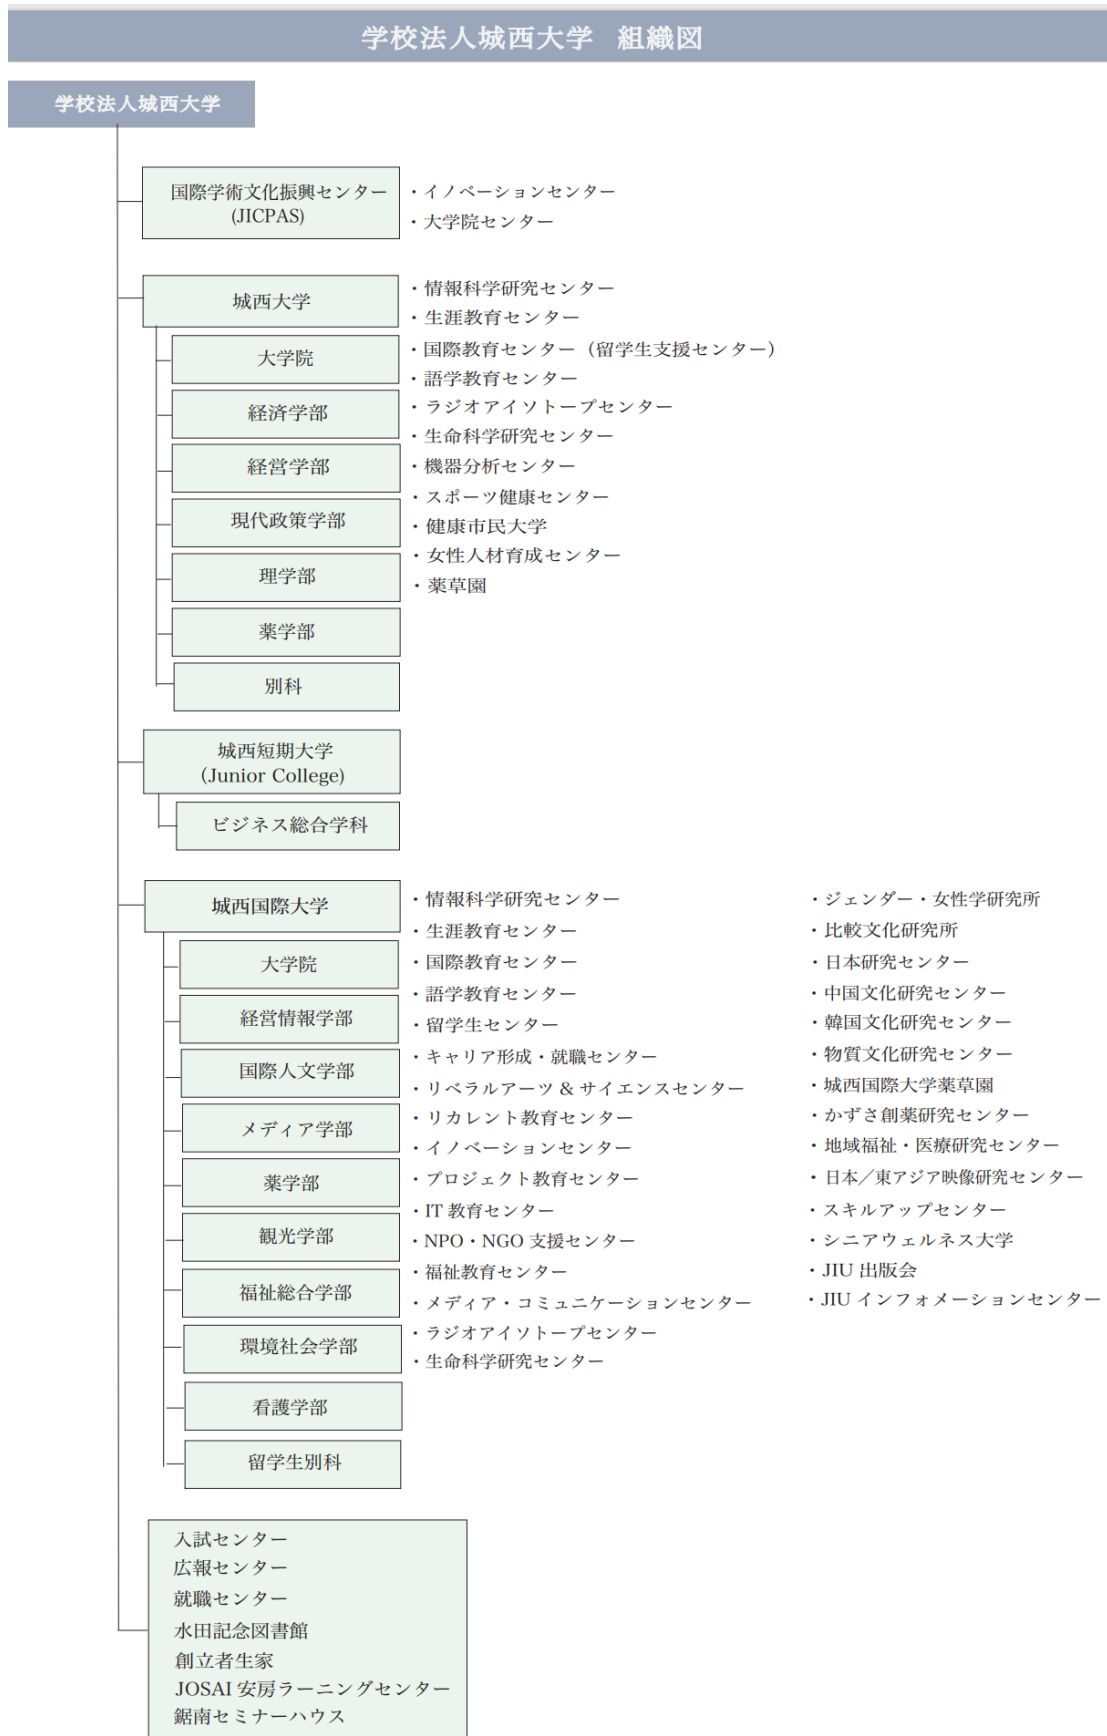 学校法人城西大学 組織図
学校法人城西大学
国際学術文化振興センター
(JICPAS)
・イノベーションセンター
・大学院センター
城西大学
大学院
経済学部
経営学部
現代政策学部
理学部
薬学部
別科
・情報科学研究センター
・生涯教育センター
・国際教育センター（留学生支援センター）
・語学教育センター
・ラジオアイソトープセンター
・生命科学研究センター
・機器分析センター
・スポーツ健康センター
・健康市民大学
・女性人材育成センター
・薬草園
城西短期大学
(Junior College)
ビジネス総合学科
城西国際大学
大学院
経営情報学部
国際人文学部
メディア学部
薬学部
観光学部
福祉総合学部
環境社会学部
看護学部
留学生別科
・情報科学研究センター
・生涯教育センター
・国際教育センター
・語学教育センター
・留学生センター
・キャリア形成・就職センター
・リベラルアーツ & サイエンスセンター
・リカレント教育センター
・イノベーションセンター
・プロジェクト教育センター
・IT 教育センター
・NPO・NGO 支援センター
・福祉教育センター
・メディア・コミュニケーションセンター
・ラジオアイソトープセンター
・生命科学研究センター
・ジェンダー・女性学研究所
・比較文化研究所
・日本研究センター
・中国文化研究センター
・韓国文化研究センター
・物質文化研究センター
・城西国際大学薬草園
・かずさ創薬研究センター
・地域福祉・医療研究センター
・日本／東アジア映像研究センター
・スキルアップセンター
・シニアウェルネス大学
・JIU 出版会
・JIU インフォメーションセンター
入試センター
広報センター
就職センター
水田記念図書館
創立者生家
JOSAI 安房ラーニングセンター
鋸南セミナーハウス